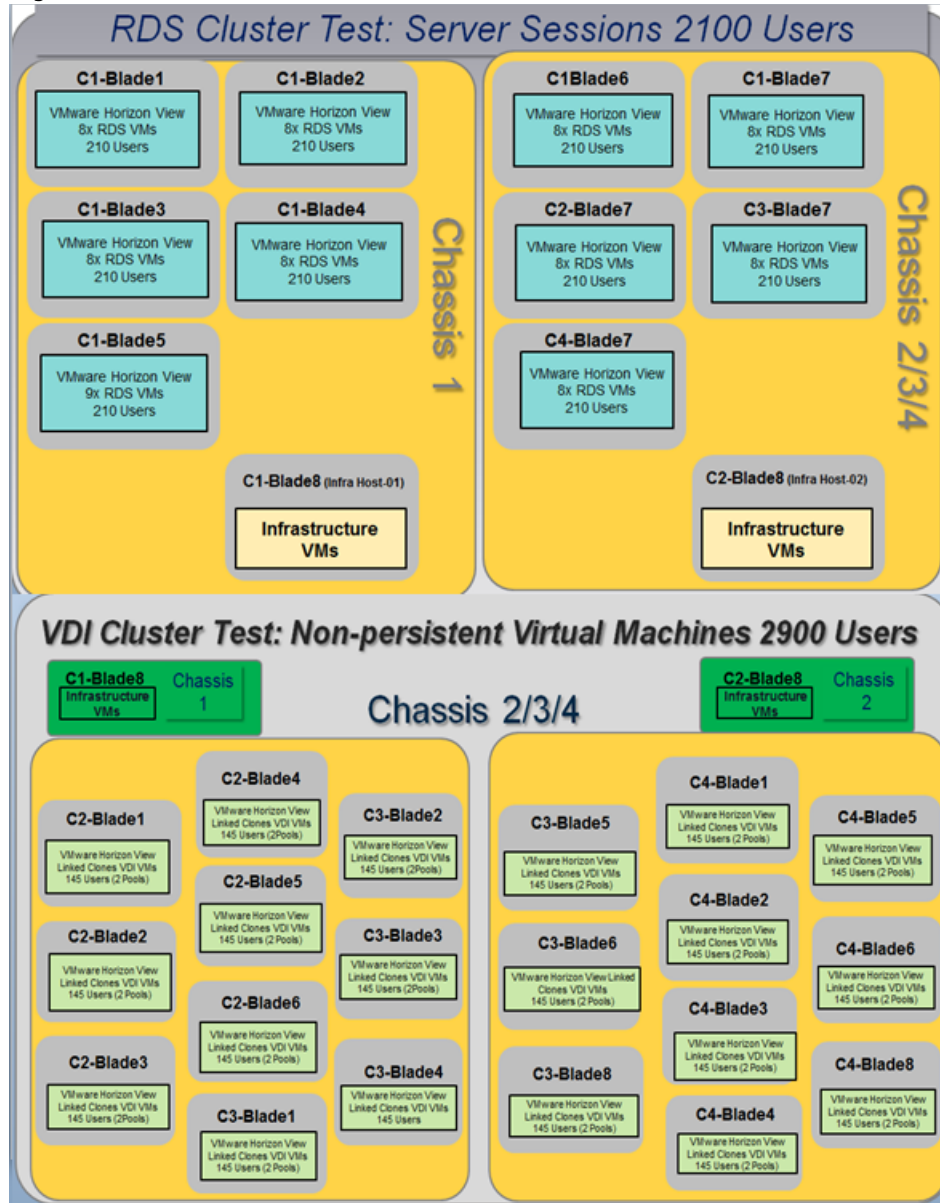 RDS Cluster Test: Server Sessions 2100 Users
C1-Blade1
VMware Horizon View
8x RDS VMs
210 Users
C1-Blade2
VMware Horizon View
8x RDS VMs
210 Users
C1-Blade3
VMware Horizon View
8x RDS VMs
210 Users
C1-Blade4
VMware Horizon View
8x RDS VMs
210 Users
C1-Blade5
VMware Horizon View
9x RDS VMs
210 Users
Chassis 1
C1-Blade8 (Infra Host-01)
Infrastructure
VMs
C1Blade6
VMware Horizon View
8x RDS VMs
210 Users
C1-Blade7
VMware Horizon View
8x RDS VMs
210 Users
C2-Blade7
VMware Horizon View
8x RDS VMs
210 Users
C3-Blade7
VMware Horizon View
8x RDS VMs
210 Users
C4-Blade7
VMware Horizon View
8x RDS VMs
210 Users
Chassis 2/3/4
C2-Blade8 (Infra Host-02)
Infrastructure
VMs
VDI Cluster Test: Non-persistent Virtual Machines 2900 Users
C1-Blade8
Infrastructure
VMs
Chassis
1
Chassis 2/3/4
C2-Blade8
Infrastructure
VMs
Chassis
2
C2-Blade1
VMware Horizon View
Linked Clones VDI VMs
145 Users (2 Pools)
C2-Blade2
VMware Horizon View
Linked Clones VDI VMs
145 Users (2 Pools)
C2-Blade3
VMware Horizon View
Linked Clones VDI VMs
145 Users (2Pools)
C2-Blade4
VMware Horizon View
Linked Clones VDI VMs
145 Users (2Pools)
C2-Blade5
VMware Horizon View
Linked Clones VDI VMs
145 Users (2 Pools)
C2-Blade6
VMware Horizon View
Linked Clones VDI VMs
145 Users (2 Pools)
C3-Blade1
VMware Horizon View
Linked Clones VDI VMs
145 Users (2 Pools)
C3-Blade2
VMware Horizon View
Linked Clones VDI VMs
145 Users (2Pools)
C3-Blade3
VMware Horizon View
Linked Clones VDI VMs
145 Users (2Pools)
C3-Blade4
VMware Horizon View
Linked Clones VDI VMs
145 Users
C3-Blade5
VMware Horizon View
Linked Clones VDI VMs
145 Users (2 Pools)
C3-Blade6
VMware Horizon View Linked
Clones VDI VMs
145 Users (2 Pools)
C3-Blade8
VMware Horizon View
Linked Clones VDI VMs
145 Users (2 Pools)
C4-Blade1
VMware Horizon View
Linked Clones VDI VMs
145 Users (2 Pools)
C4-Blade2
VMware Horizon View
Linked Clones VDI VMs
145 Users (2 Pools)
C4-Blade3
VMware Horizon View
Linked Clones VDI VMs
145 Users (2 Pools)
C4-Blade4
VMware Horizon View
Linked Clones VDI VMs
145 Users (2 Pools)
C4-Blade5
VMware Horizon View
Linked Clones VDI VMs
145 Users (2 Pools)
C4-Blade6
VMware Horizon View
Linked Clones VDI VMs
145 Users (2 Pools)
C4-Blade8
VMware Horizon View
Linked Clones VDI VMs
145 Users (2 Pools)